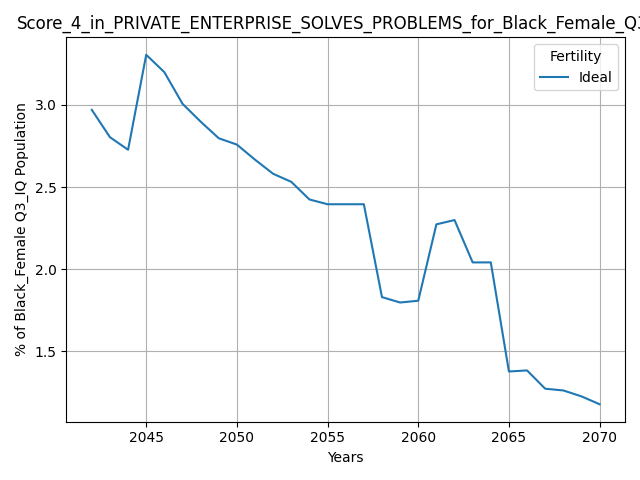 Score_4_in_PRIVATE_ENTERPRISE_SOLVES_PROBLEMS_for_Black_Female_Q3
Fertility
Ideal
% of Black_Female Q3_IQ Population
3.0
2.5
2.0
1.5
2045 2050 2055 2060 2065 2070
Years